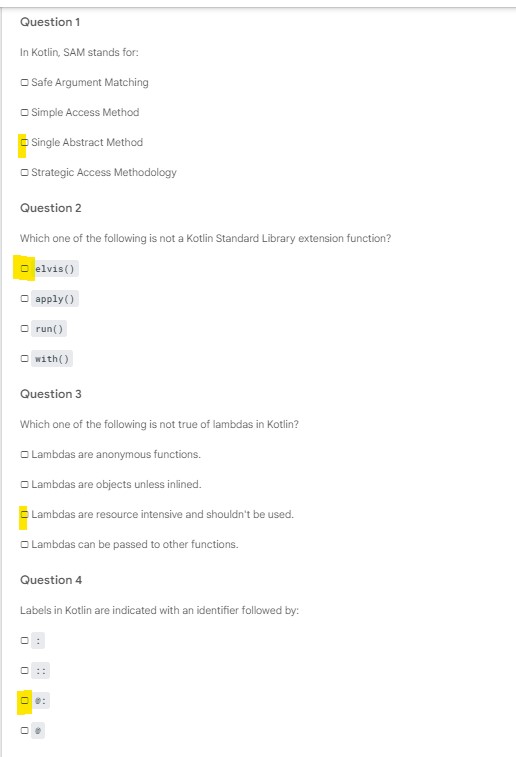 Question 1
In Kotlin, SAM stands for:
Safe Argument Matching
Simple Access Method
Single Abstract Method
Strategic Access Methodology
Question 2
Which one of the following is not a Kotlin Standard Library extension function?
elvis()
apply()
run()
with()
Question 3
Which one of the following is not true of lambdas in Kotlin?
Lambdas are anonymous functions.
Lambdas are objects unless inlined.
Lambdas are resource intensive and shouldn't be used.
Lambdas can be passed to other functions.
Question 4
Labels in Kotlin are indicated with an identifier followed by:
:
::
@:
@